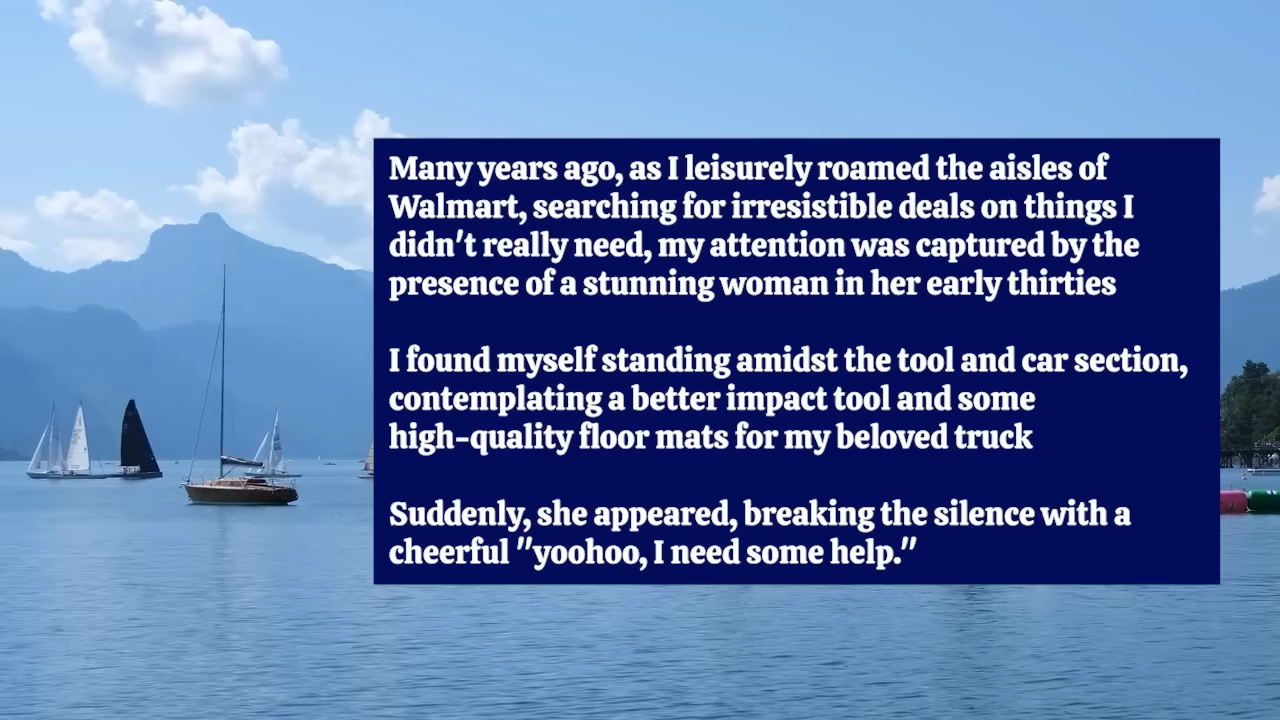 Many years ago, as I leisurely roamed the aisles of
Walmart, searching for irresistible deals on things I
didn't really need, my attention was captured by the
presence of a stunning woman in her early thirties
I found myself standing amidst the tool and car section,
contemplating a better impact tool and some
high-quality floor mats for my beloved truck
Suddenly, she appeared, breaking the silence with a
cheerful "yoohoo, I need some help."